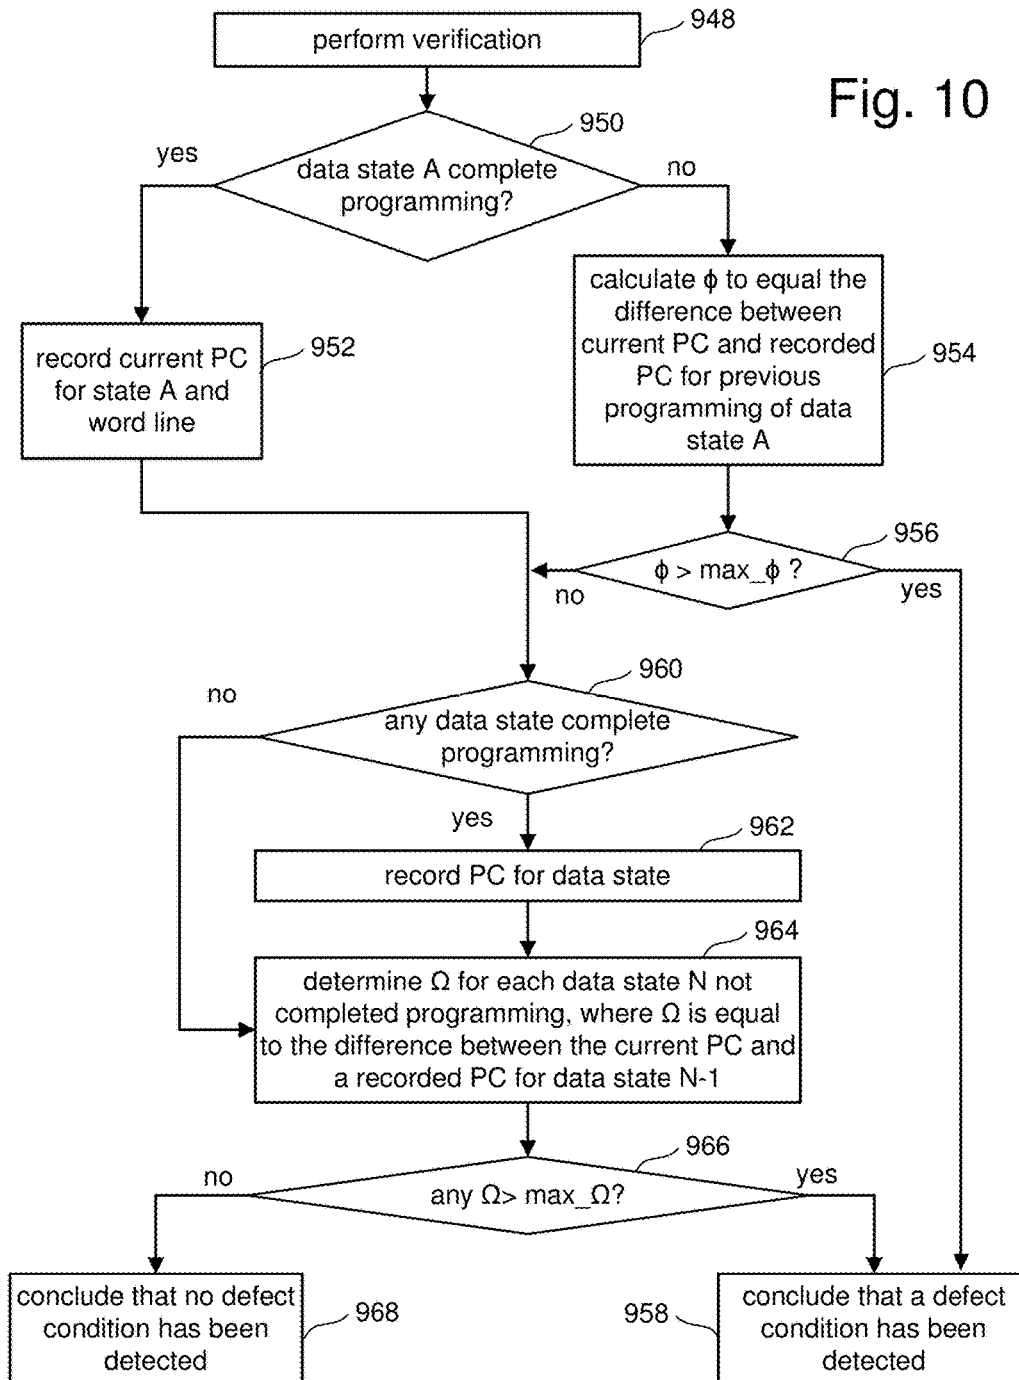 perform verification
948
Fig. 10
950
yes
data state A complete
programming?
no
calculate ϕ to equal the
difference between
current PC and recorded
PC for previous
programming of data
state A
954
record current PC
for state A and
word line
952
956
ϕ > max_ϕ ?
no
yes
960
no
any data state complete
programming?
yes
962
record PC for data state
964
determine Ω for each data state N not
completed programming, where Ω is equal
to the difference between the current PC and
a recorded PC for data state N-1
966
no
any Ω> max_Ω?
yes
conclude that no defect
condition has been
detected
968
958
conclude that a defect
condition has been
detected